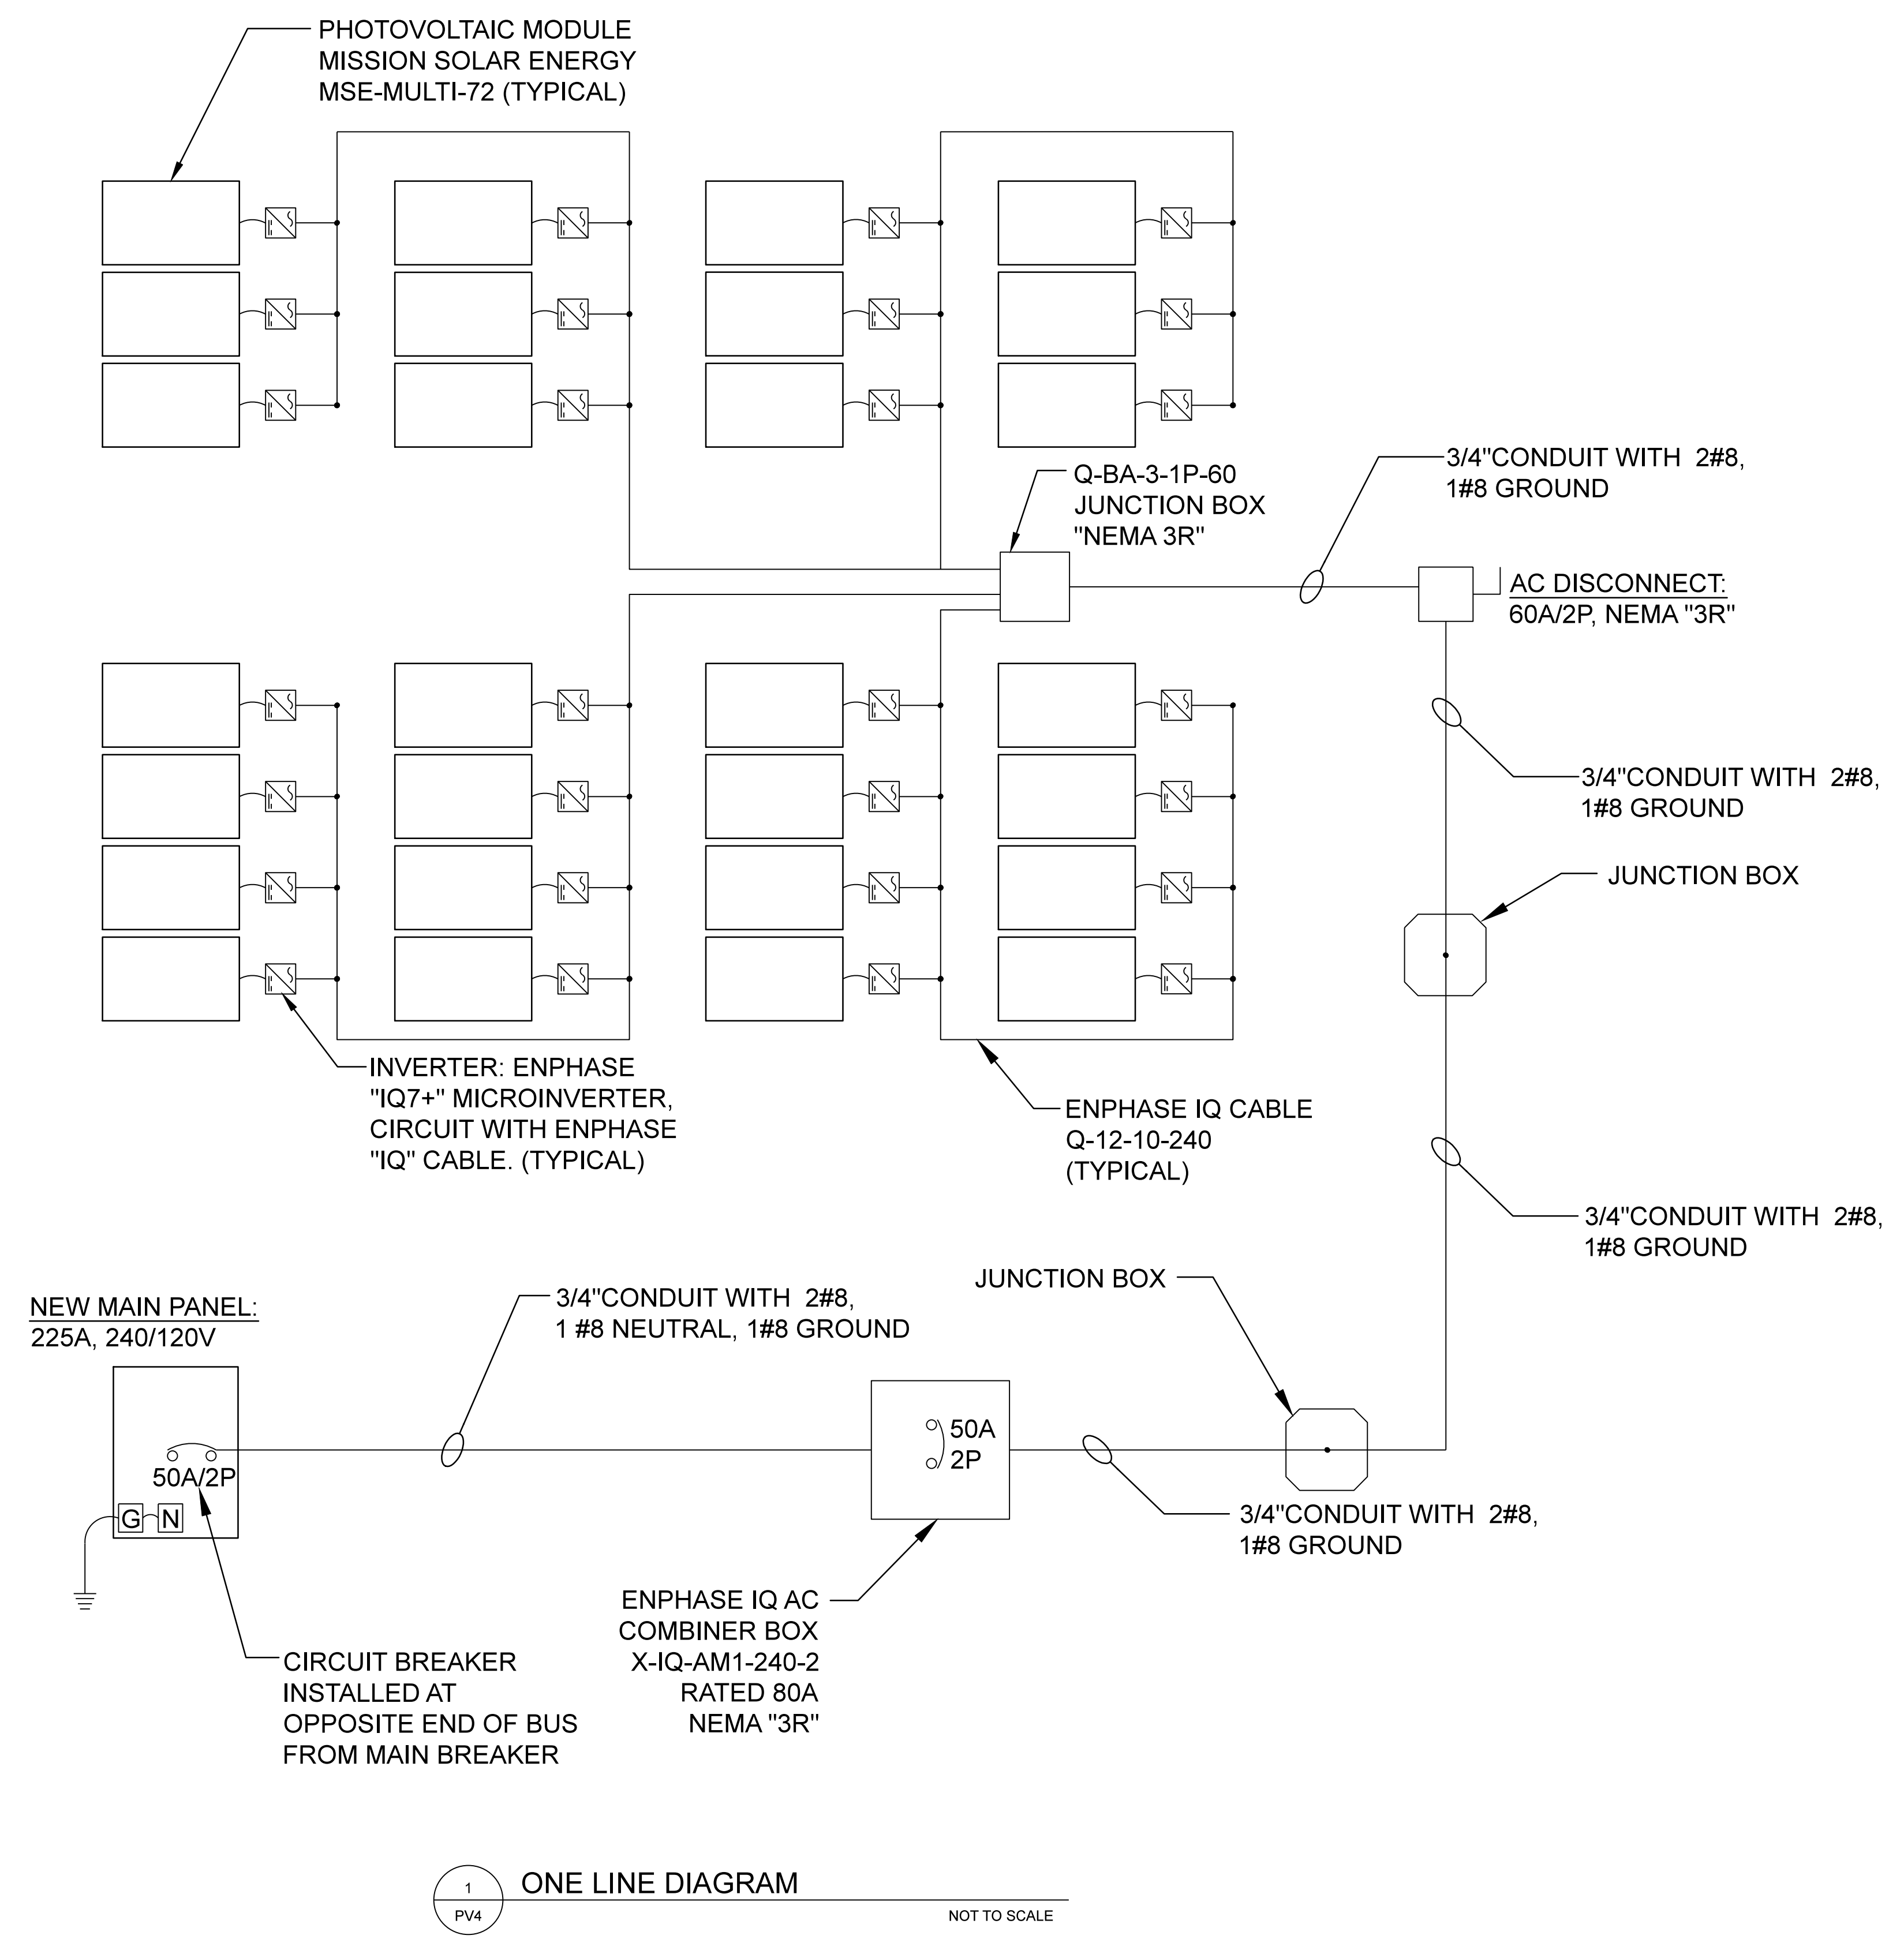 PHOTOVOLTAIC MODULE
MISSION SOLAR ENERGY
MSE-MULTI-72 (TYPICAL)
3/4"CONDUIT WITH 2#8,
1#8 GROUND
Q-BA-3-1P-60
JUNCTION BOX
"NEMA 3R"
AC DISCONNECT:
60A/2P, NEMA "3R"
3/4"CONDUIT WITH 2#8,
1#8 GROUND
JUNCTION BOX
INVERTER: ENPHASE
"IQ7+" MICROINVERTER,
CIRCUIT WITH ENPHASE
"IQ" CABLE. (TYPICAL)
ENPHASE IQ CABLE
Q-12-10-240
(TYPICAL)
3/4"CONDUIT WITH 2#8,
1#8 GROUND
JUNCTION BOX
NEW MAIN PANEL:
225A, 240/120V
3/4"CONDUIT WITH 2#8,
1 #8 NEUTRAL, 1#8 GROUND
50A
2P
50A/2P
G N
3/4"CONDUIT WITH 2#8,
1#8 GROUND
ENPHASE IQ AC
COMBINER BOX
X-IQ-AM1-240-2
RATED 80A
NEMA "3R"
CIRCUIT BREAKER
INSTALLED AT
OPPOSITE END OF BUS
FROM MAIN BREAKER
1
PV4
ONE LINE DIAGRAM
NOT TO SCALE